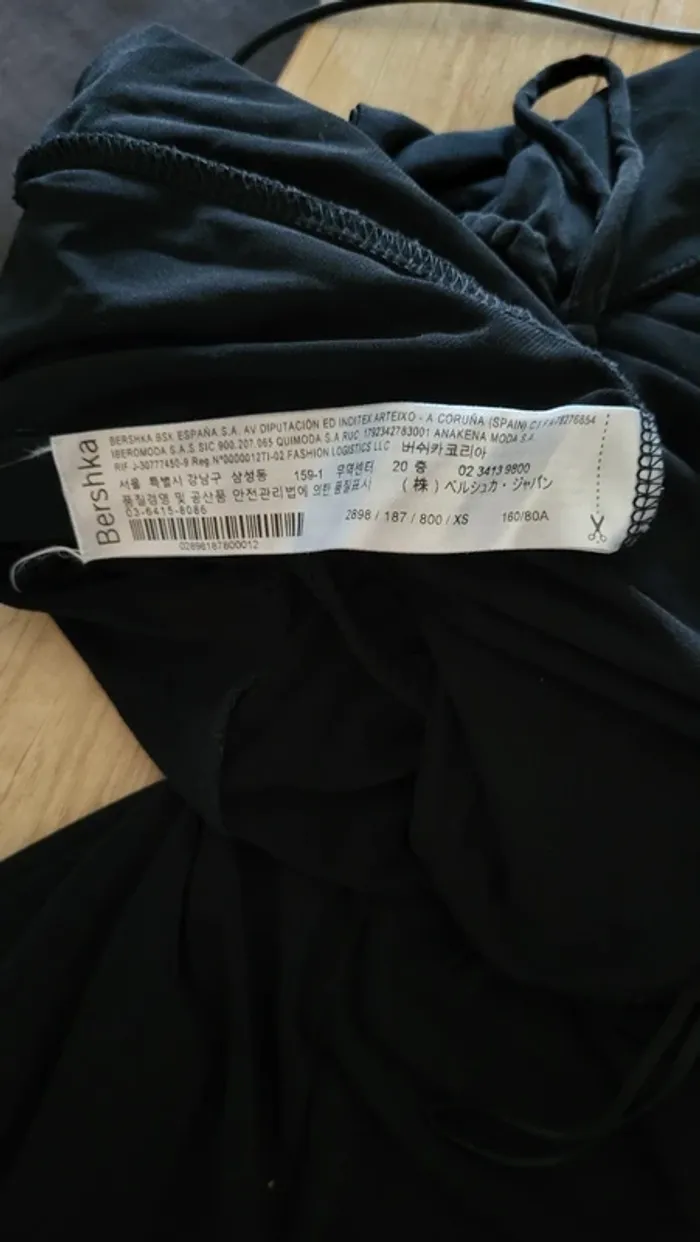 Bershka
BERSHKA BSK ESPAÑA S.A. AV DIPUTACIÓN ED INDITEX ARTEIXO - A CORUÑA (SPAIN)
IBEROMODA S.A.S. SIC 900.207.065 QUIMODA S.A RUC 1792342783001 ANAKENA MODA S.A.
RIF J-30777450-9 Reg N°00000127I-02 FASHION LOGISTICS LLC 버쉬카코리아
서울 특별시 강남구 삼성동 159-1 무역센터 20 층 02 3413 9800
품질경영 및 공산품 안전관리법에 의한 품질표시 (株) ベルシュカ・ジャパン
03-6415-8086
02898187800012 2898 / 187 / 800 / XS 160/80A